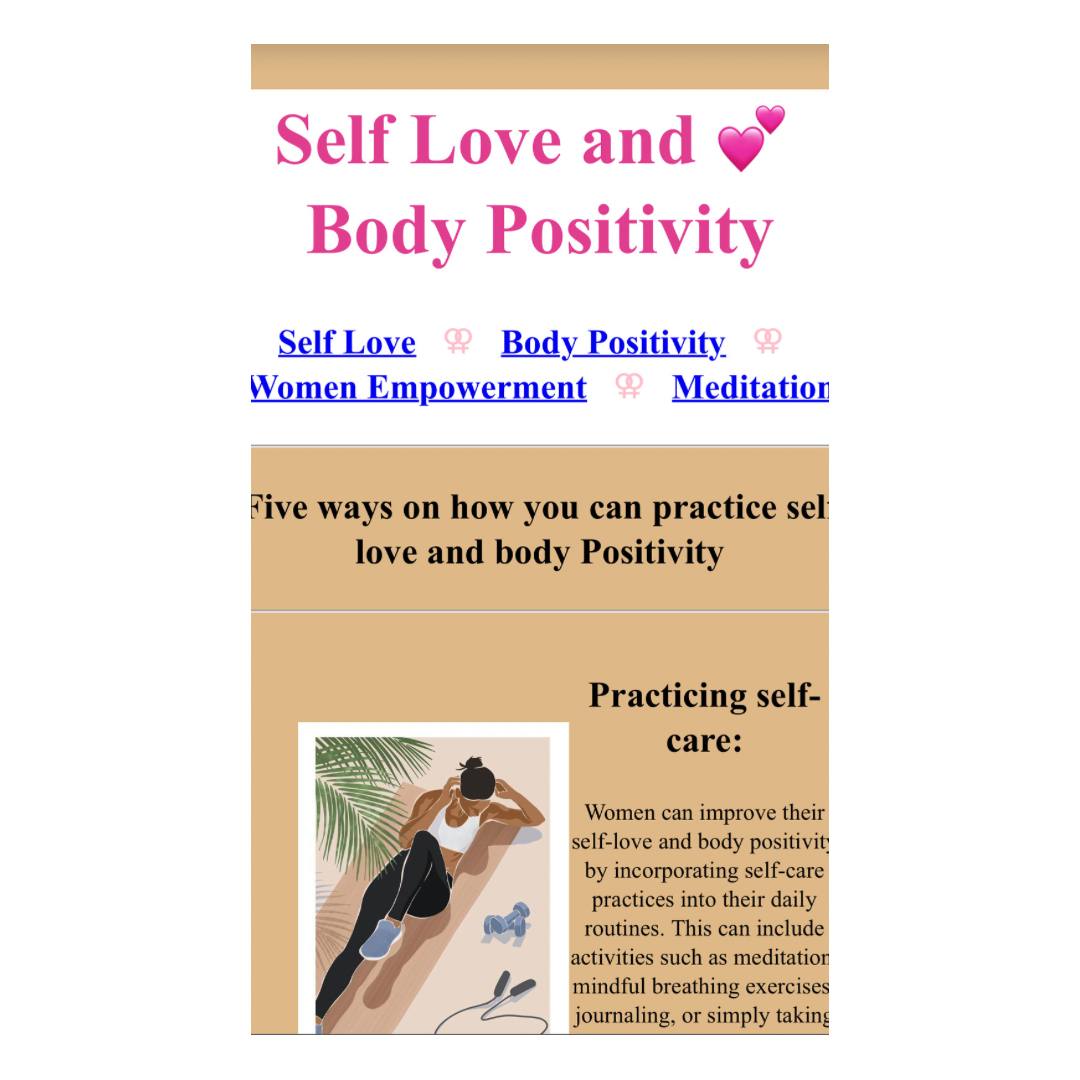 Self Love and 💕
Body Positivity
Self Love ⚢ Body Positivity ⚢
Women Empowerment ⚢ Meditation
Five ways on how you can practice self
love and body Positivity
Practicing self-
care:
Women can improve their
self-love and body positivity
by incorporating self-care
practices into their daily
routines. This can include
activities such as meditation
mindful breathing exercises
journaling, or simply taking